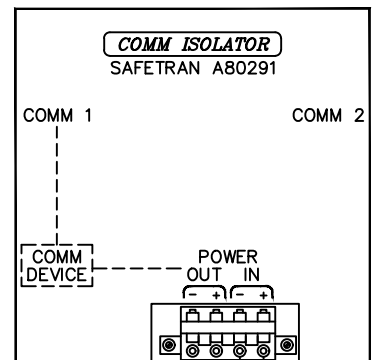 COMM ISOLATOR
SAFETRAN A80291
COMM 1
COMM 2
COMM
DEVICE
POWER
OUT IN
- + - +